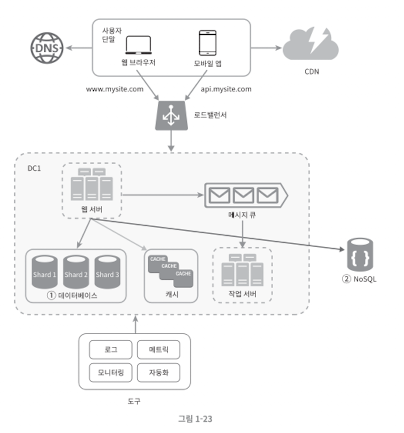 사용자
단말
DNS
웹 브라우저
모바일 앱
CDN
www.mysite.com
api.mysite.com
로드밸런서
DC1
웹 서버
메시지 큐
Shard 1
Shard 2
Shard 3
① 데이터베이스
CACHE
CACHE
CACHE
캐시
작업 서버
② NoSQL
로그
메트릭
모니터링
자동화
도구
그림 1-23